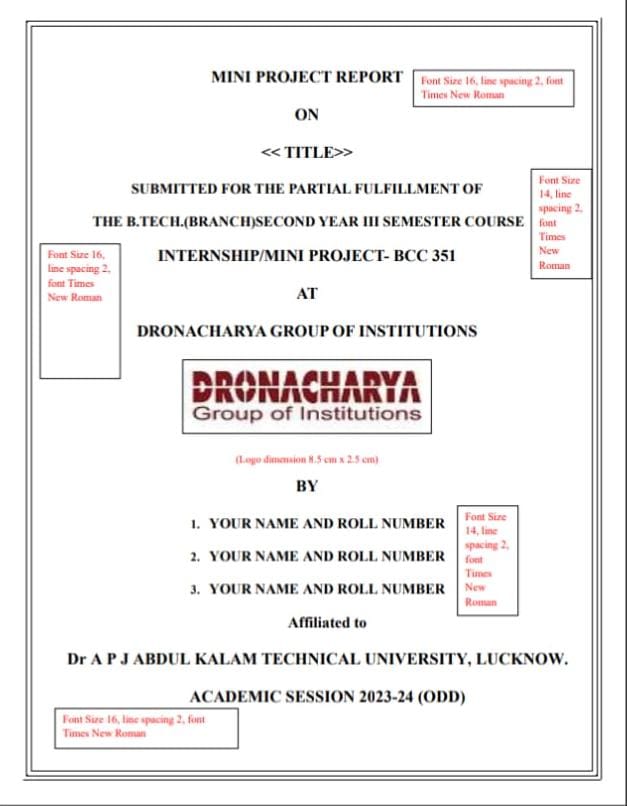 MINI PROJECT REPORT
Font Size 16, line spacing 2, font
Times New Roman
ON
<< TITLE>>
SUBMITTED FOR THE PARTIAL FULFILLMENT OF
THE B.TECH.(BRANCH)SECOND YEAR III SEMESTER COURSE
Font Size
14, line
spacing 2,
font
Times
New
Roman
Font Size 16,
line spacing 2,
font Times
New Roman
INTERNSHIP/MINI PROJECT- BCC 351
AT
DRONACHARYA GROUP OF INSTITUTIONS
DRONACHARYA
Group of Institutions
(Logo dimension 8.5 cm x 2.5 cm)
BY
1. YOUR NAME AND ROLL NUMBER
2. YOUR NAME AND ROLL NUMBER
3. YOUR NAME AND ROLL NUMBER
Font Size
14, line
spacing 2,
font
Times
New
Roman
Affiliated to
Dr A P J ABDUL KALAM TECHNICAL UNIVERSITY, LUCKNOW.
ACADEMIC SESSION 2023-24 (ODD)
Font Size 16, line spacing 2, font
Times New Roman